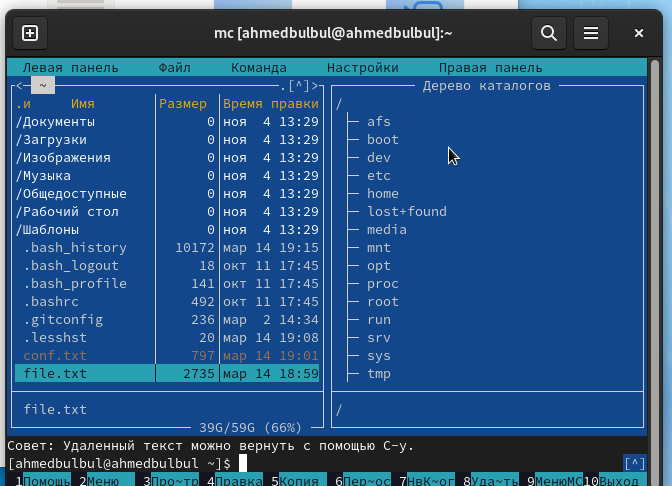 mc [ahmedbulbul@ahmedbulbul]:~
Левая панель Файл Команда Настройки Правая панель
<─ ~ .[^]> Дерево каталогов
.и Имя Размер Время правки /
/Документы 0 ноя 4 13:29 afs
/Загрузки 0 ноя 4 13:29 boot
/Изображения 0 ноя 4 13:29 dev
/Музыка 0 ноя 4 13:29 etc
/Общедоступные 0 ноя 4 13:29 home
/Рабочий стол 0 ноя 4 13:29 lost+found
/Шаблоны 0 ноя 4 13:29 media
.bash_history 10172 мар 14 19:15 mnt
.bash_logout 18 окт 11 17:45 opt
.bash_profile 141 окт 11 17:45 proc
.bashrc 492 окт 11 17:45 root
.gitconfig 236 мар 2 14:34 run
.lesshst 20 мар 14 19:08 srv
conf.txt 797 мар 14 19:01 sys
file.txt 2735 мар 14 18:59 tmp
file.txt /
39G/59G (66%)
Совет: Удаленный текст можно вернуть с помощью C-y.
[ahmedbulbul@ahmedbulbul ~]$ [^]
1Помощь 2Меню 3Про~тр 4Правка 5Копия 6Пер~ос 7НвК~ог 8Уда~ть 9МенюMC 10Выход